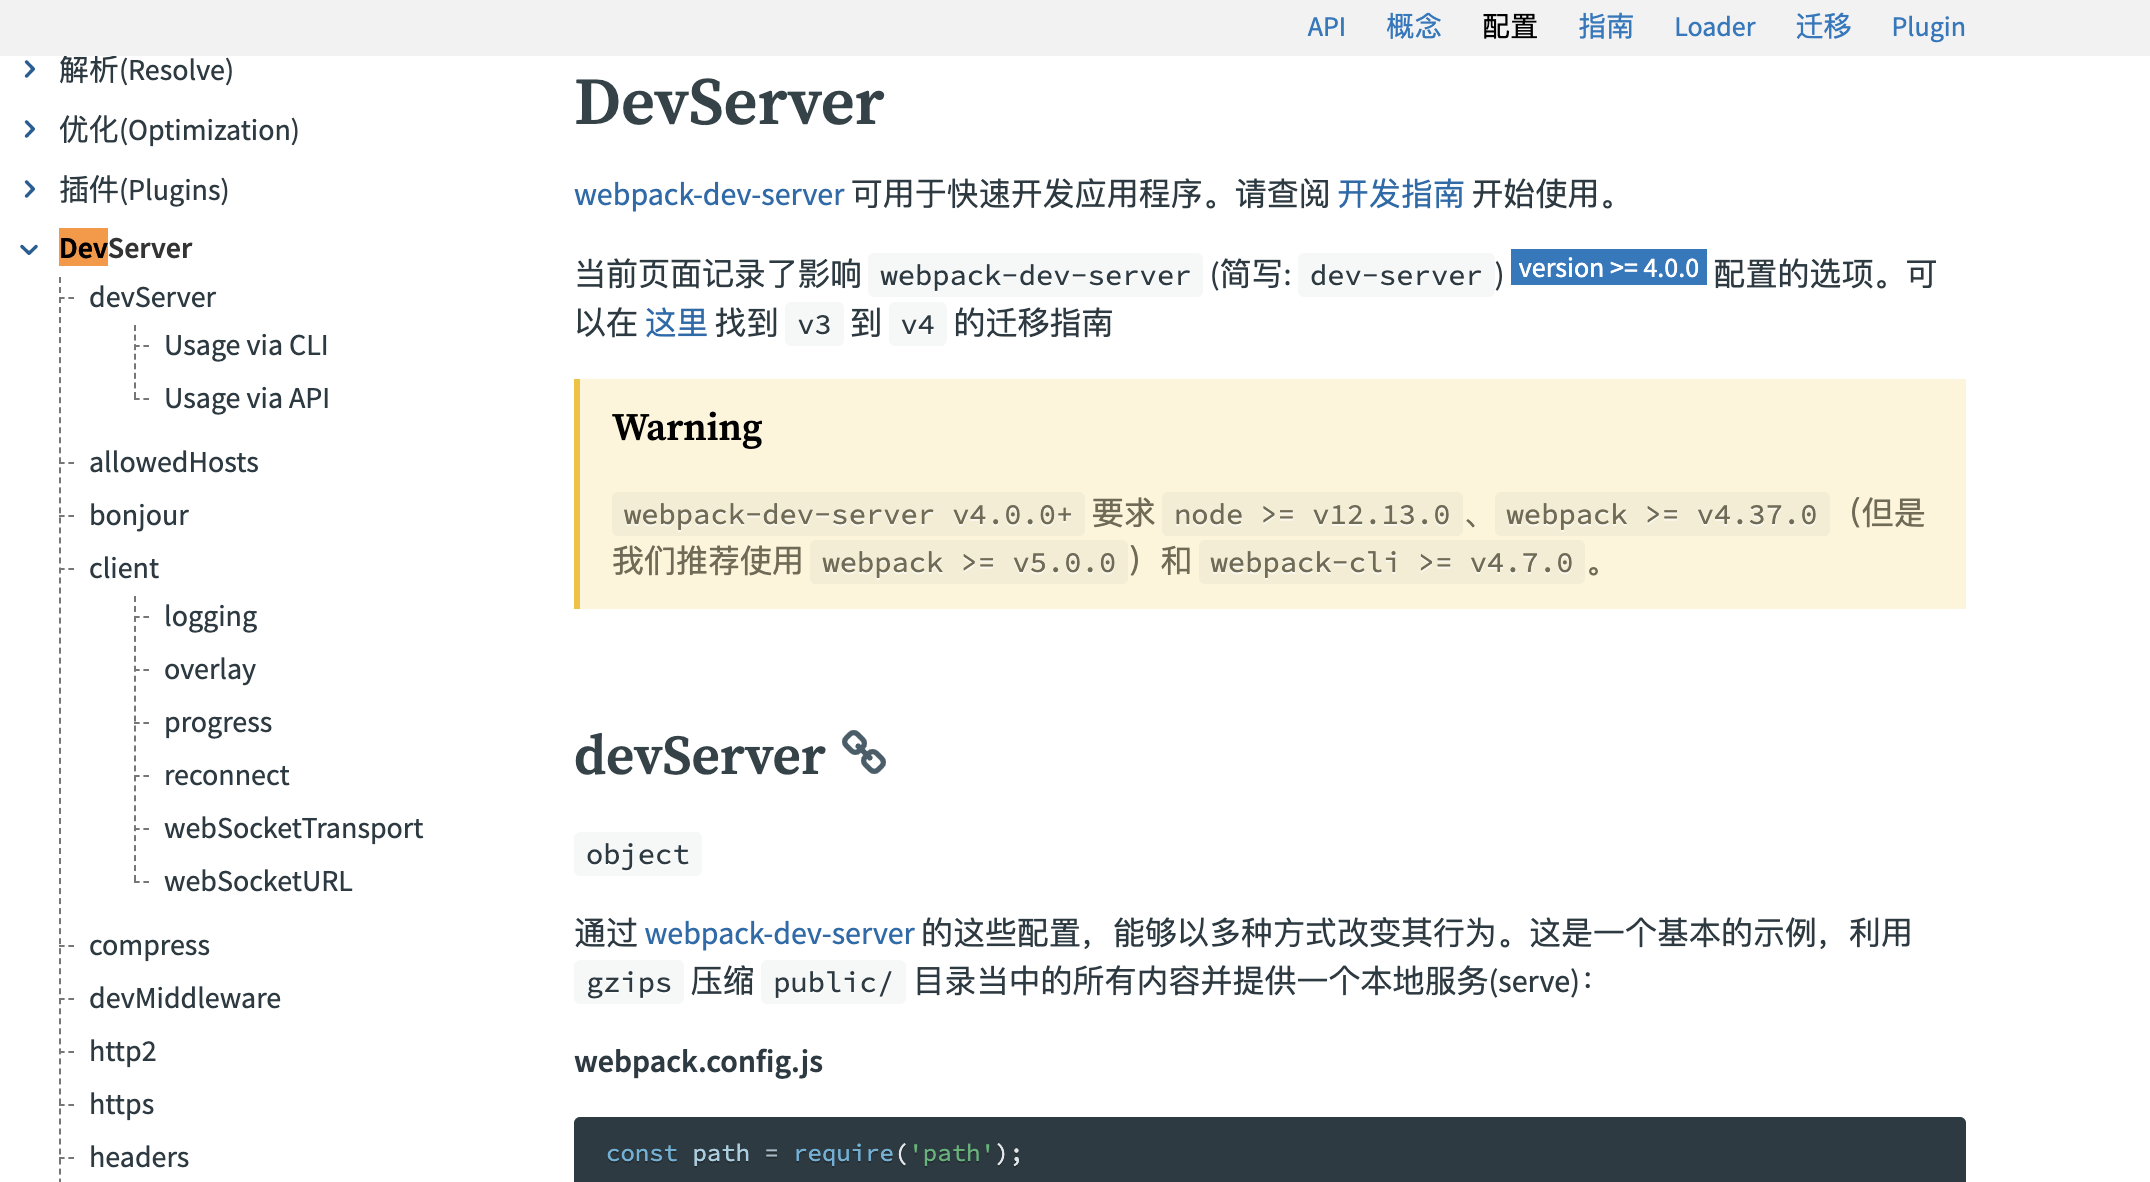 API 概念 配置 指南 Loader 迁移 Plugin
解析(Resolve)
优化(Optimization)
插件(Plugins)
DevServer
devServer
Usage via CLI
Usage via API
allowedHosts
bonjour
client
logging
overlay
progress
reconnect
webSocketTransport
webSocketURL
compress
devMiddleware
http2
https
headers
DevServer
webpack-dev-server 可用于快速开发应用程序。请查阅 开发指南 开始使用。
当前页面记录了影响 webpack-dev-server (简写: dev-server) version >= 4.0.0 配置的选项。可
以在 这里 找到 v3 到 v4 的迁移指南
Warning
webpack-dev-server v4.0.0+ 要求 node >= v12.13.0、webpack >= v4.37.0（但是
我们推荐使用 webpack >= v5.0.0）和 webpack-cli >= v4.7.0。
devServer
object
通过 webpack-dev-server 的这些配置，能够以多种方式改变其行为。这是一个基本的示例，利用
gzips 压缩 public/ 目录当中的所有内容并提供一个本地服务(serve)：
webpack.config.js
const path = require('path');